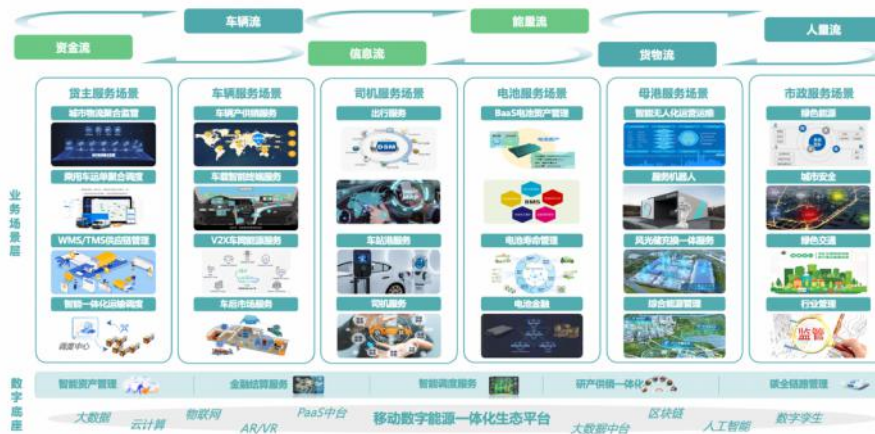 车辆流
能量流
人量流
资金流
信息流
货物流
货主服务场景
城市物流聚合监管
乘用车运单聚合调度
WMS/TMS供应链管理
智能一体化运输调度
调度中心
车辆服务场景
车辆产供销服务
车载智能终端服务
V2X车网能源服务
车后市场服务
司机服务场景
出行服务
DSM
车站港服务
司机服务
电池服务场景
BaaS电池资产管理
BMS
电池寿命管理
电池金融
母港服务场景
智能无人化运营运维
服务机器人
风光储充换一体服务
综合能源管理
市政服务场景
绿色能源
城市安全
绿色交通
行业管理
监管
业务场景层
数字底座
智能资产管理
金融结算服务
智能调度服务
研产供销一体化
碳全链路管理
大数据
云计算
物联网
AR/VR
PaaS中台
移动数字能源一体化生态平台
大数据中台
区块链
人工智能
数字孪生